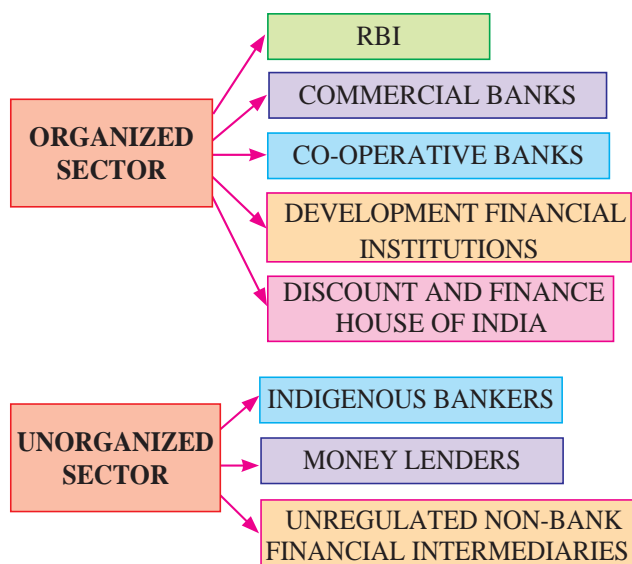 RBI
COMMERCIAL BANKS
ORGANIZED
SECTOR
CO-OPERATIVE BANKS
DEVELOPMENT FINANCIAL
INSTITUTIONS
DISCOUNT AND FINANCE
HOUSE OF INDIA
INDIGENOUS BANKERS
UNORGANIZED
SECTOR
MONEY LENDERS
UNREGULATED NON-BANK
FINANCIAL INTERMEDIARIES